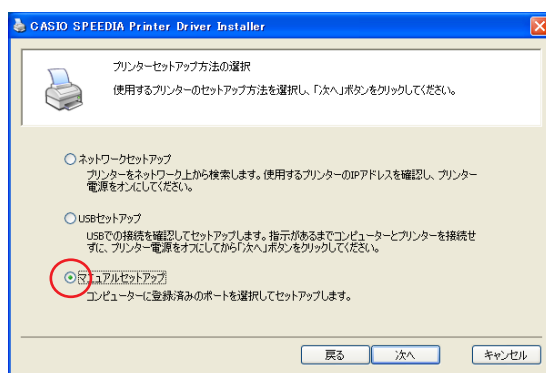 CASIO SPEEDIA Printer Driver Installer
プリンターセットアップ方法の選択
使用するプリンターのセットアップ方法を選択し、「次へ」ボタンをクリックしてください。
ネットワークセットアップ
プリンターをネットワーク上から検索します。使用するプリンターのIPアドレスを確認し、プリンター
電源をオンにしてください。
USBセットアップ
USBでの接続を確認してセットアップします。指示があるまでコンピューターとプリンターを接続せ
ずに、プリンター電源をオフにしてから「次へ」ボタンをクリックしてください。
マニュアルセットアップ
コンピューターに登録済みのポートを選択してセットアップします。
戻る
次へ
キャンセル